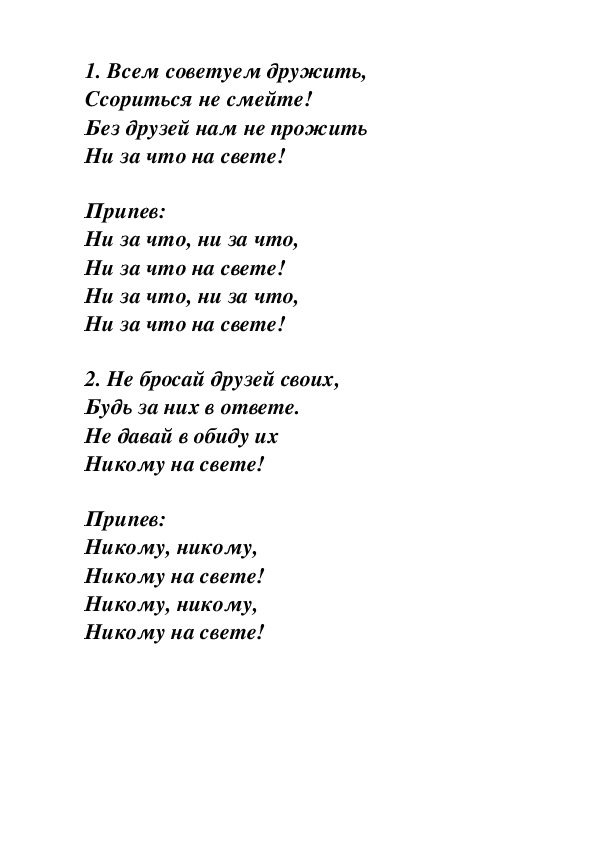 1. Всем советуем дружить,
Ссориться не смейте!
Без друзей нам не прожить
Ни за что на свете!
Припев:
Ни за что, ни за что,
Ни за что на свете!
Ни за что, ни за что,
Ни за что на свете!
2. Не бросай друзей своих,
Будь за них в ответе.
Не давай в обиду их
Никому на свете!
Припев:
Никому, никому,
Никому на свете!
Никому, никому,
Никому на свете!